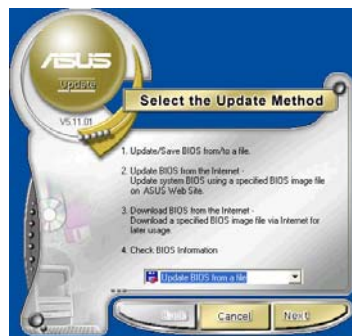 ASUS
Update
V5.11.01
Select the Update Method
1. Update/Save BIOS from/to a file.
2. Update BIOS from the Internet -
Update system BIOS using a specified BIOS image file
on ASUS Web Site.
3. Download BIOS from the Internet -
Download a specified BIOS image file via Internet for
later usage.
4. Check BIOS Information
Update BIOS from a file
Cancel
Next